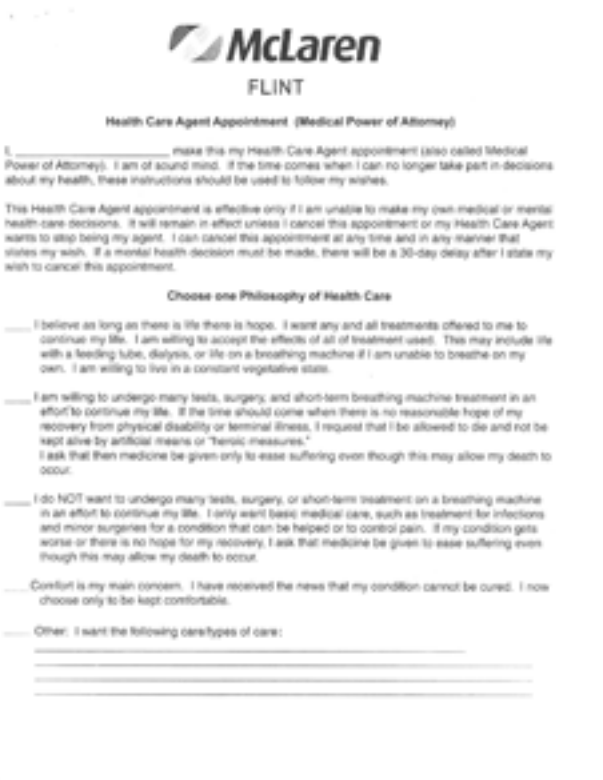 McLaren
FLINT
Health Care Agent Appointment (Medical Power of Attorney)
I, ______________________ make this my Health Care Agent appointment (also called Medical
Power of Attorney). I am of sound mind. If the time comes when I can no longer take part in decisions
about my health, these instructions should be used to follow my wishes.
This Health Care Agent appointment is effective only if I am unable to make my own medical or mental
health care decisions. It will remain in effect unless I cancel this appointment or my Health Care Agent
wants to stop being my agent. I can cancel this appointment at any time and in any manner that
states my wish. If a mental health decision must be made, there will be a 30-day delay after I state my
wish to cancel this appointment.
Choose one Philosophy of Health Care
____ I believe as long as there is life there is hope. I want any and all treatments offered to me to
continue my life. I am willing to accept the effects of all of treatment used. This may include life
with a feeding tube, dialysis, or life on a breathing machine if I am unable to breathe on my
own. I am willing to live in a constant vegetative state.
____ I am willing to undergo many tests, surgery, and short-term breathing machine treatment in an
effort to continue my life. If the time should come when there is no reasonable hope of my
recovery from physical disability or terminal illness, I request that I be allowed to die and not be
kept alive by artificial means or "heroic measures."
I ask that then medicine be given only to ease suffering even though this may allow my death to
occur.
____ I do NOT want to undergo many tests, surgery, or short-term treatment on a breathing machine
in an effort to continue my life. I only want basic medical care, such as treatment for infections
and minor surgeries for a condition that can be helped or to control pain. If my condition gets
worse or there is no hope for my recovery, I ask that medicine be given to ease suffering even
though this may allow my death to occur.
____ Comfort is my main concern. I have received the news that my condition cannot be cured. I now
choose only to be kept comfortable.
____ Other: I want the following care/types of care: